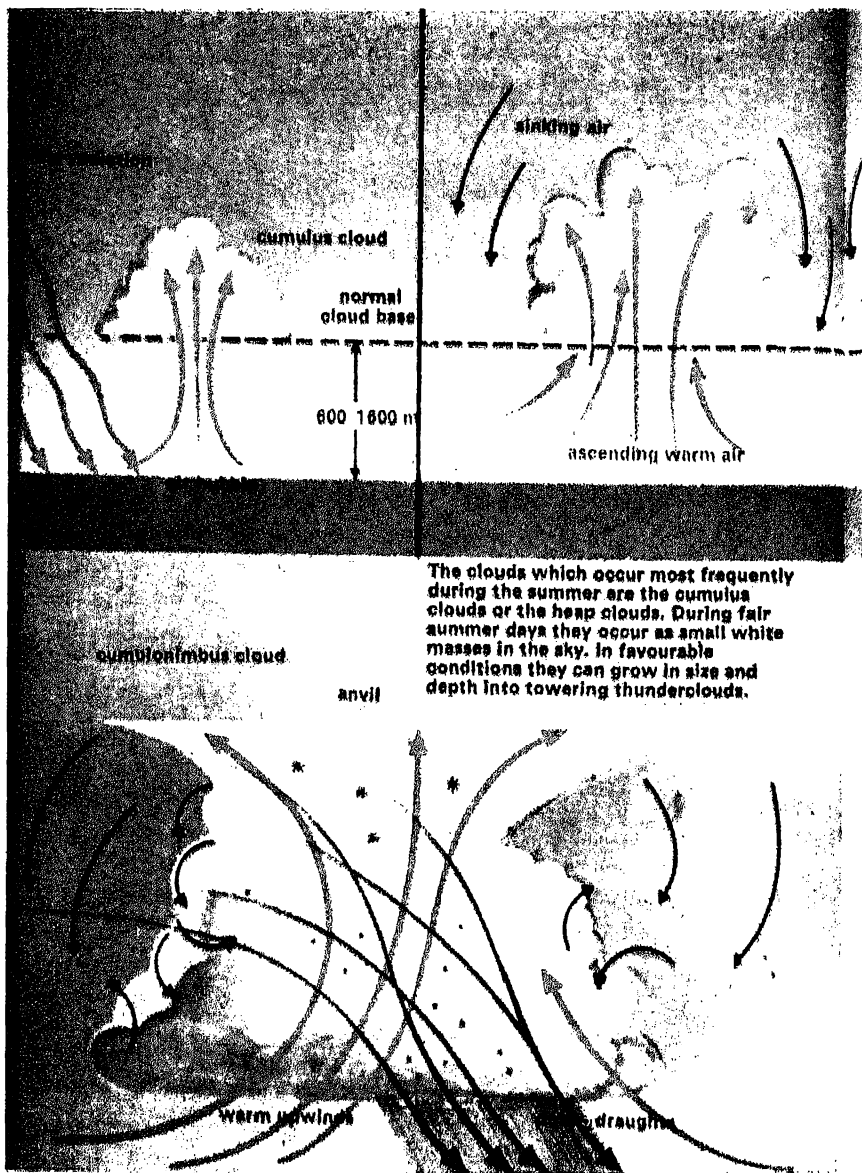 sinking air
cumulus cloud
normal
cloud base
600 1600 m
ascending warm air
The clouds which occur most frequently
during the summer are the cumulus
clouds or the heap clouds. During fair
summer days they occur as small white
masses in the sky. In favourable
conditions they can grow in size and
depth into towering thunderclouds.
cumulonimbus cloud
anvil
warm upwinds
draughts